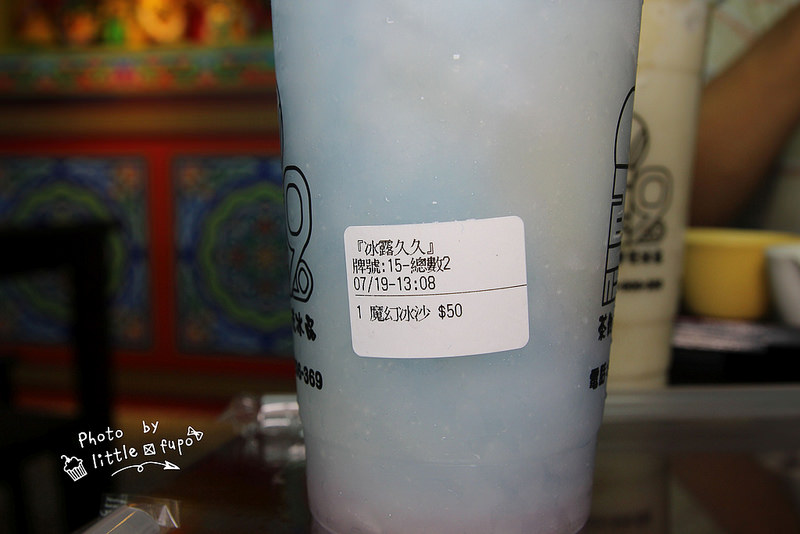 『冰露久久』
牌號:15-總數2
07/19-13:08
1 魔幻冰沙 $50
-369
Photo by
little fupo